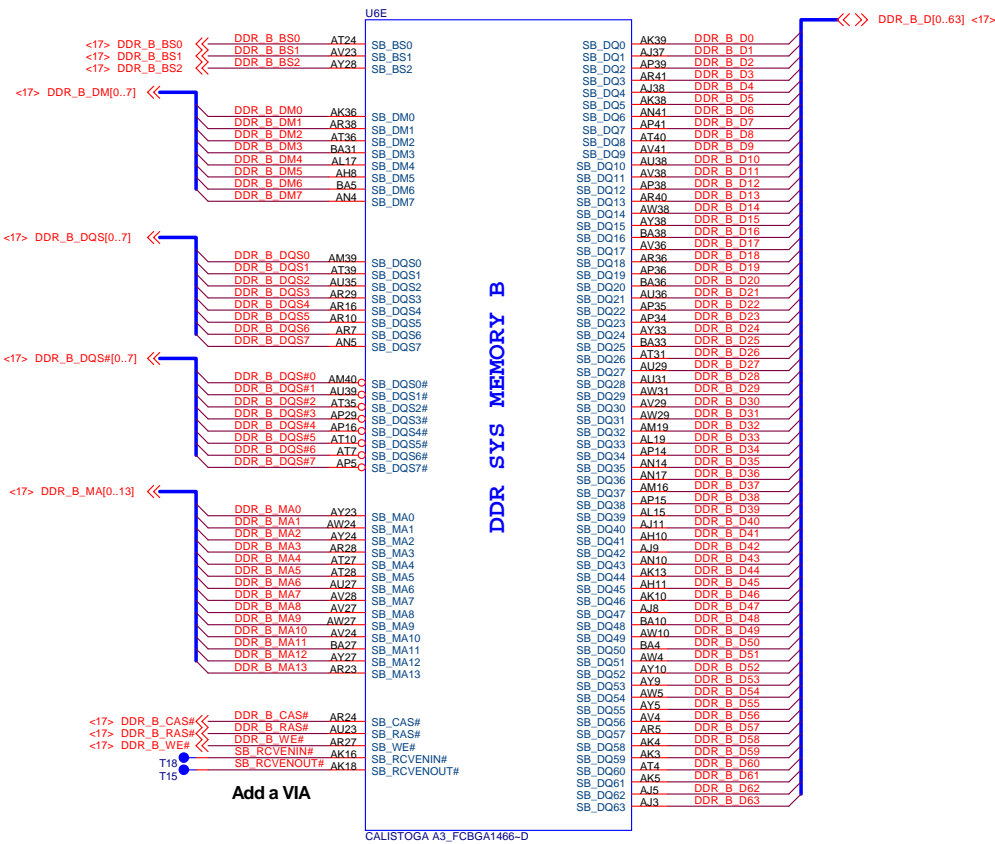 U6E
DDR_B_D[0..63] <17>
<17> DDR_B_BS0 DDR_B_BS0 AT24 SB_BS0
<17> DDR_B_BS1 DDR_B_BS1 AV23 SB_BS1
<17> DDR_B_BS2 DDR_B_BS2 AY28 SB_BS2
<17> DDR_B_DM[0..7]
DDR_B_DM0 AK36 SB_DM0
DDR_B_DM1 AR38 SB_DM1
DDR_B_DM2 AT36 SB_DM2
DDR_B_DM3 BA31 SB_DM3
DDR_B_DM4 AL17 SB_DM4
DDR_B_DM5 AH8 SB_DM5
DDR_B_DM6 BA5 SB_DM6
DDR_B_DM7 AN4 SB_DM7
<17> DDR_B_DQS[0..7]
DDR_B_DQS0 AM39 SB_DQS0
DDR_B_DQS1 AT39 SB_DQS1
DDR_B_DQS2 AU35 SB_DQS2
DDR_B_DQS3 AR29 SB_DQS3
DDR_B_DQS4 AR16 SB_DQS4
DDR_B_DQS5 AR10 SB_DQS5
DDR_B_DQS6 AR7 SB_DQS6
DDR_B_DQS7 AN5 SB_DQS7
<17> DDR_B_DQS#[0..7]
DDR_B_DQS#0 AM40 SB_DQS0#
DDR_B_DQS#1 AU39 SB_DQS1#
DDR_B_DQS#2 AT35 SB_DQS2#
DDR_B_DQS#3 AP29 SB_DQS3#
DDR_B_DQS#4 AP16 SB_DQS4#
DDR_B_DQS#5 AT10 SB_DQS5#
DDR_B_DQS#6 AT7 SB_DQS6#
DDR_B_DQS#7 AP5 SB_DQS7#
<17> DDR_B_MA[0..13]
DDR_B_MA0 AY23 SB_MA0
DDR_B_MA1 AW24 SB_MA1
DDR_B_MA2 AY24 SB_MA2
DDR_B_MA3 AR28 SB_MA3
DDR_B_MA4 AT27 SB_MA4
DDR_B_MA5 AT28 SB_MA5
DDR_B_MA6 AU27 SB_MA6
DDR_B_MA7 AV28 SB_MA7
DDR_B_MA8 AV27 SB_MA8
DDR_B_MA9 AW27 SB_MA9
DDR_B_MA10 AV24 SB_MA10
DDR_B_MA11 BA27 SB_MA11
DDR_B_MA12 AY27 SB_MA12
DDR_B_MA13 AR23 SB_MA13
<17> DDR_B_CAS# DDR_B_CAS# AR24 SB_CAS#
<17> DDR_B_RAS# DDR_B_RAS# AU23 SB_RAS#
<17> DDR_B_WE# DDR_B_WE# AR27 SB_WE#
T18 SB_RCVENIN# AK16 SB_RCVENIN#
T15 SB_RCVENOUT# AK18 SB_RCVENOUT#
Add a VIA
DDR SYS MEMORY B
SB_DQ0 AK39 DDR_B_D0
SB_DQ1 AJ37 DDR_B_D1
SB_DQ2 AP39 DDR_B_D2
SB_DQ3 AR41 DDR_B_D3
SB_DQ4 AJ38 DDR_B_D4
SB_DQ5 AK38 DDR_B_D5
SB_DQ6 AN41 DDR_B_D6
SB_DQ7 AP41 DDR_B_D7
SB_DQ8 AT40 DDR_B_D8
SB_DQ9 AV41 DDR_B_D9
SB_DQ10 AU38 DDR_B_D10
SB_DQ11 AV38 DDR_B_D11
SB_DQ12 AP38 DDR_B_D12
SB_DQ13 AR40 DDR_B_D13
SB_DQ14 AW38 DDR_B_D14
SB_DQ15 AY38 DDR_B_D15
SB_DQ16 BA38 DDR_B_D16
SB_DQ17 AV36 DDR_B_D17
SB_DQ18 AR36 DDR_B_D18
SB_DQ19 AP36 DDR_B_D19
SB_DQ20 BA36 DDR_B_D20
SB_DQ21 AU36 DDR_B_D21
SB_DQ22 AP35 DDR_B_D22
SB_DQ23 AP34 DDR_B_D23
SB_DQ24 AY33 DDR_B_D24
SB_DQ25 BA33 DDR_B_D25
SB_DQ26 AT31 DDR_B_D26
SB_DQ27 AU29 DDR_B_D27
SB_DQ28 AU31 DDR_B_D28
SB_DQ29 AW31 DDR_B_D29
SB_DQ30 AV29 DDR_B_D30
SB_DQ31 AW29 DDR_B_D31
SB_DQ32 AM19 DDR_B_D32
SB_DQ33 AL19 DDR_B_D33
SB_DQ34 AP14 DDR_B_D34
SB_DQ35 AN14 DDR_B_D35
SB_DQ36 AN17 DDR_B_D36
SB_DQ37 AM16 DDR_B_D37
SB_DQ38 AP15 DDR_B_D38
SB_DQ39 AL15 DDR_B_D39
SB_DQ40 AJ11 DDR_B_D40
SB_DQ41 AH10 DDR_B_D41
SB_DQ42 AJ9 DDR_B_D42
SB_DQ43 AN10 DDR_B_D43
SB_DQ44 AK13 DDR_B_D44
SB_DQ45 AH11 DDR_B_D45
SB_DQ46 AK10 DDR_B_D46
SB_DQ47 AJ8 DDR_B_D47
SB_DQ48 BA10 DDR_B_D48
SB_DQ49 AW10 DDR_B_D49
SB_DQ50 BA4 DDR_B_D50
SB_DQ51 AW4 DDR_B_D51
SB_DQ52 AY10 DDR_B_D52
SB_DQ53 AY9 DDR_B_D53
SB_DQ54 AW5 DDR_B_D54
SB_DQ55 AY5 DDR_B_D55
SB_DQ56 AV4 DDR_B_D56
SB_DQ57 AR5 DDR_B_D57
SB_DQ58 AK4 DDR_B_D58
SB_DQ59 AK3 DDR_B_D59
SB_DQ60 AT4 DDR_B_D60
SB_DQ61 AK5 DDR_B_D61
SB_DQ62 AJ5 DDR_B_D62
SB_DQ63 AJ3 DDR_B_D63
CALISTOGA A3_FCBGA1466~D